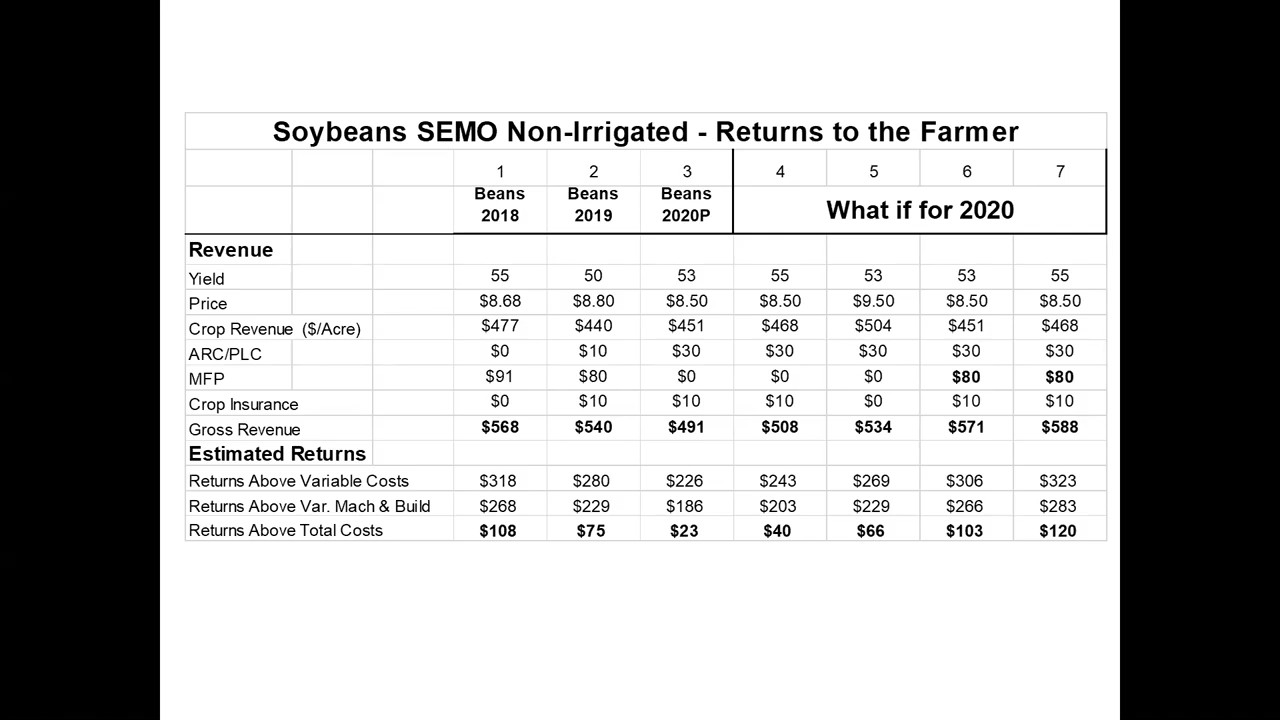 Soybeans SEMO Non-Irrigated - Returns to the Farmer
1 2 3 4 5 6 7
Beans 2018 Beans 2019 Beans 2020P What if for 2020
Revenue
Yield 55 50 53 55 53 53 55
Price $8.68 $8.80 $8.50 $8.50 $9.50 $8.50 $8.50
Crop Revenue ($/Acre) $477 $440 $451 $468 $504 $451 $468
ARC/PLC $0 $10 $30 $30 $30 $30 $30
MFP $91 $80 $0 $0 $0 $80 $80
Crop Insurance $0 $10 $10 $10 $0 $10 $10
Gross Revenue $568 $540 $491 $508 $534 $571 $588
Estimated Returns
Returns Above Variable Costs $318 $280 $226 $243 $269 $306 $323
Returns Above Var. Mach & Build $268 $229 $186 $203 $229 $266 $283
Returns Above Total Costs $108 $75 $23 $40 $66 $103 $120